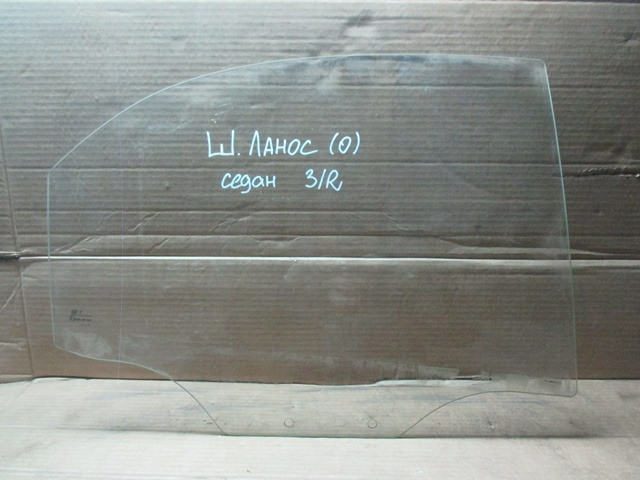 Ш. ЛАНОС (0)
седан З/R